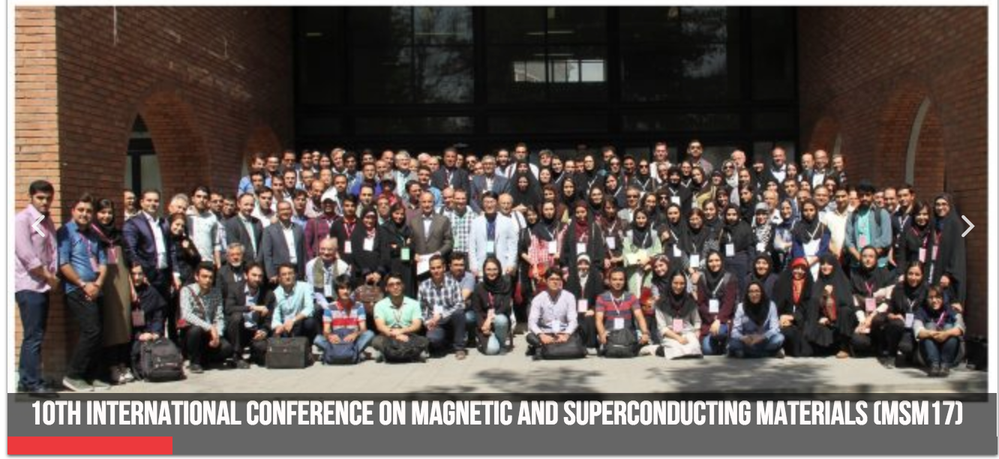 10TH INTERNATIONAL CONFERENCE ON MAGNETIC AND SUPERCONDUCTING MATERIALS (MSM17)